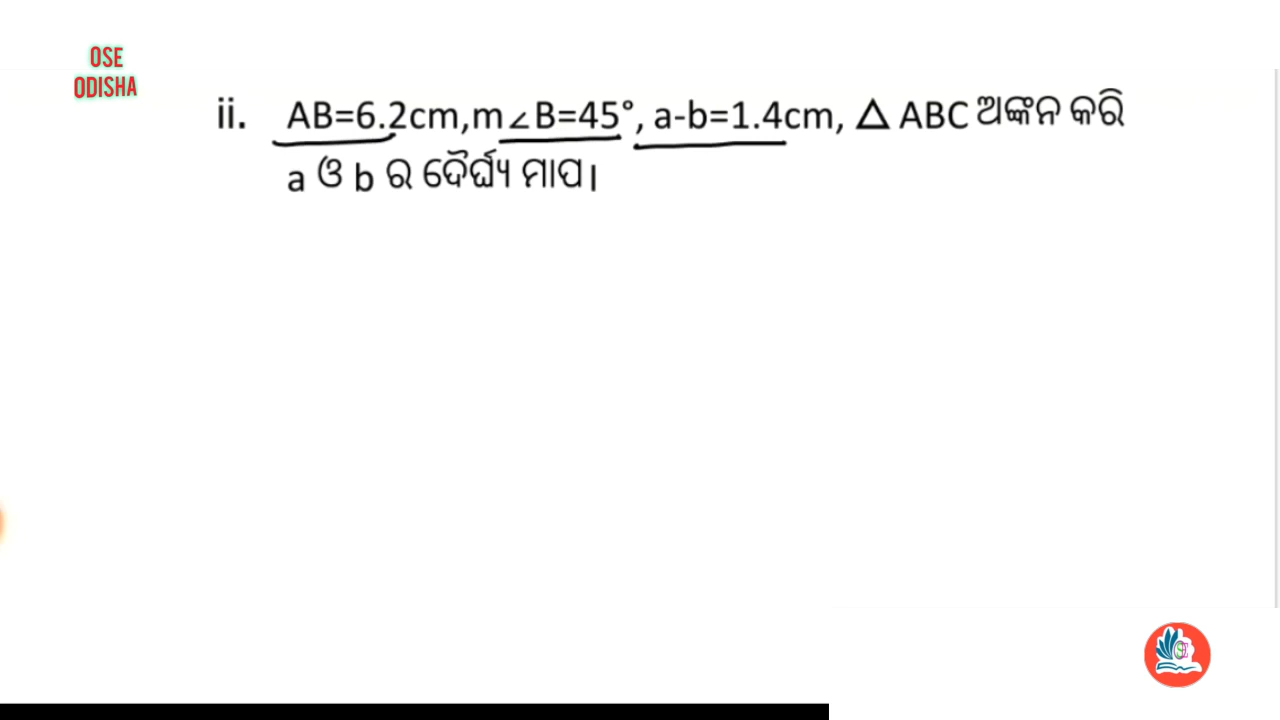 OSE
ODISHA
ii. AB=6.2cm,m∠B=45°, a-b=1.4cm, △ ABC ଅଙ୍କନ କରି
a ଓ b ର ଦୈର୍ଘ୍ୟ ମାପ।